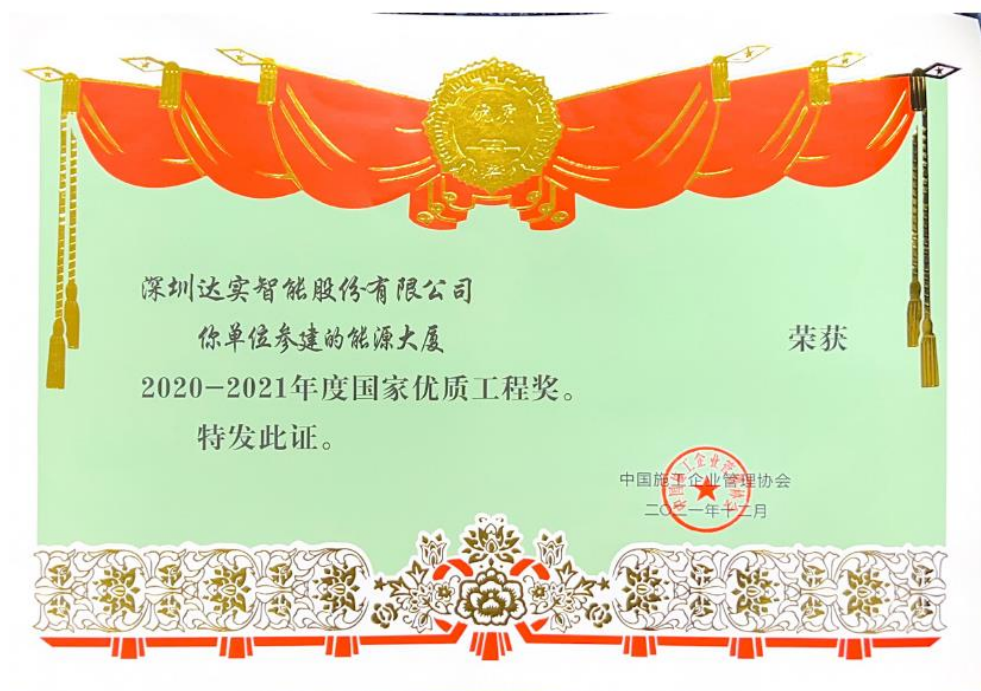 深圳达实智能股份有限公司
你单位参建的能源大厦 荣获
2020-2021年度国家优质工程奖。
特发此证。
中国施工企业管理协会
二〇二一年十二月